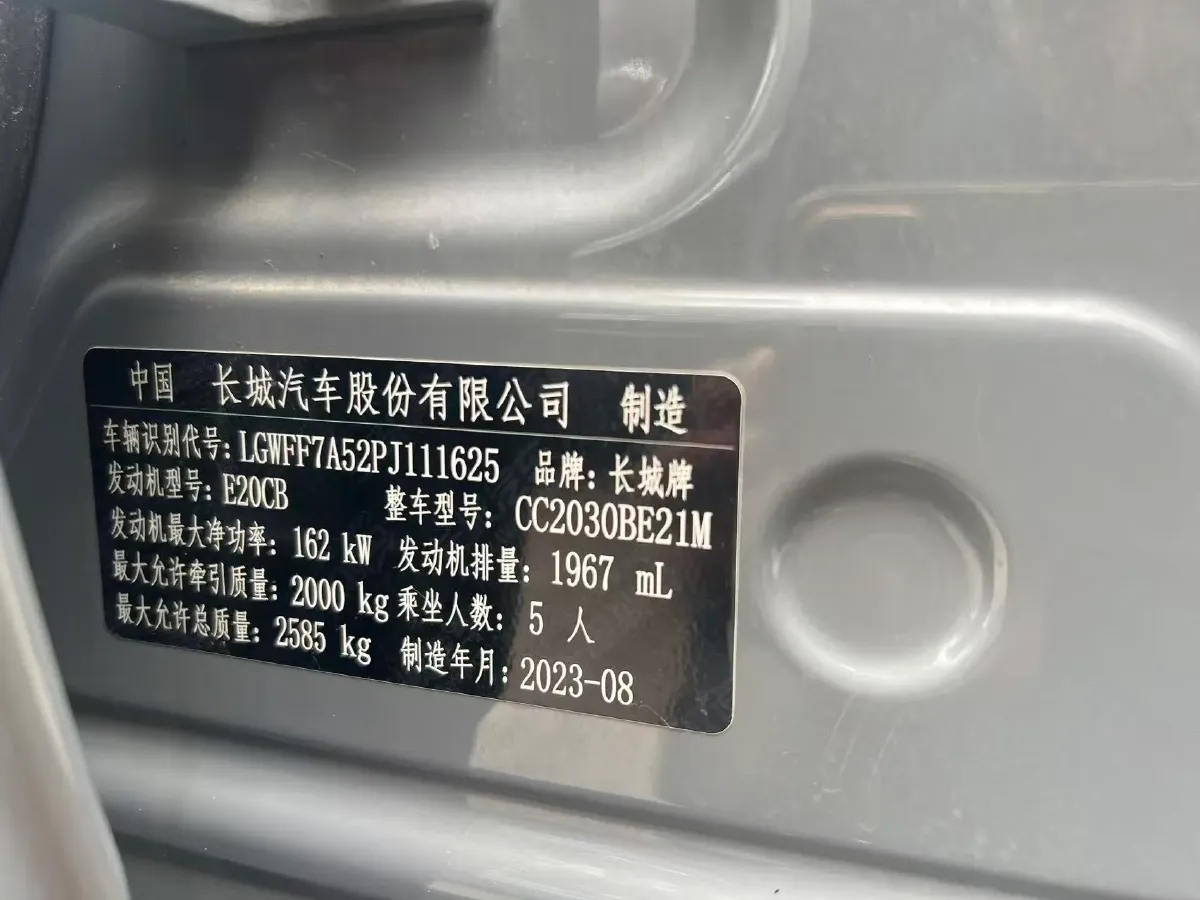 中国 长城汽车股份有限公司 制造
车辆识别代号: LGWFF7A52PJ111625 品牌: 长城牌
发动机型号: E20CB 整车型号: CC2030BE21M
发动机最大净功率: 162 kW 发动机排量: 1967 mL
最大允许牵引质量: 2000 kg 乘坐人数: 5 人
最大允许总质量: 2585 kg 制造年月: 2023-08